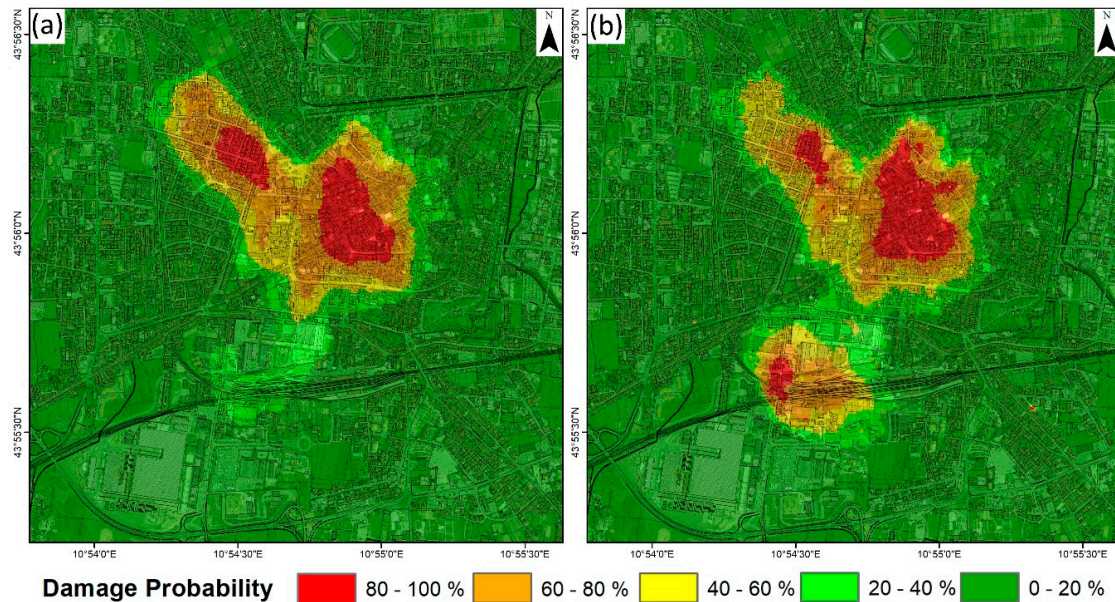 (a)
N
43°56'30"N
43°56'0"N
43°55'30"N
10°54'0"E
10°54'30"E
10°55'0"E
10°55'30"E
(b)
N
43°56'30"N
43°56'0"N
43°55'30"N
10°54'0"E
10°54'30"E
10°55'0"E
10°55'30"E
Damage Probability 80 - 100 % 60 - 80 % 40 - 60 % 20 - 40 % 0 - 20 %